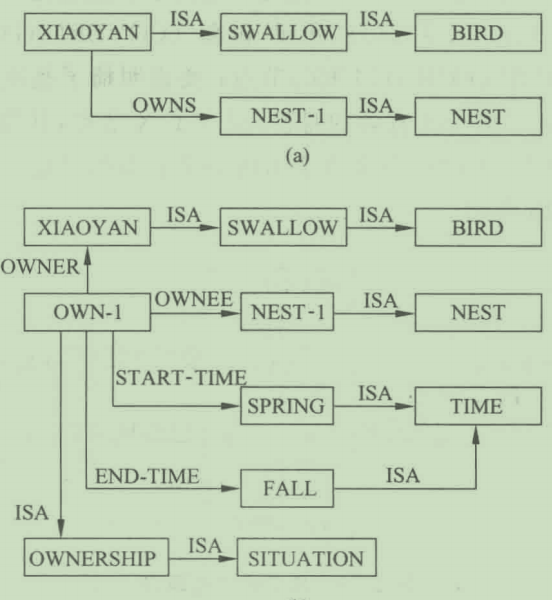 ISA ISA
XIAOYAN SWALLOW BIRD
OWNS ISA
NEST-1 NEST
(a)
ISA ISA
XIAOYAN SWALLOW BIRD
OWNER
OWNEE ISA
OWN-1 NEST-1 NEST
START-TIME ISA
SPRING TIME
END-TIME ISA
FALL
ISA
ISA
OWNERSHIP SITUATION